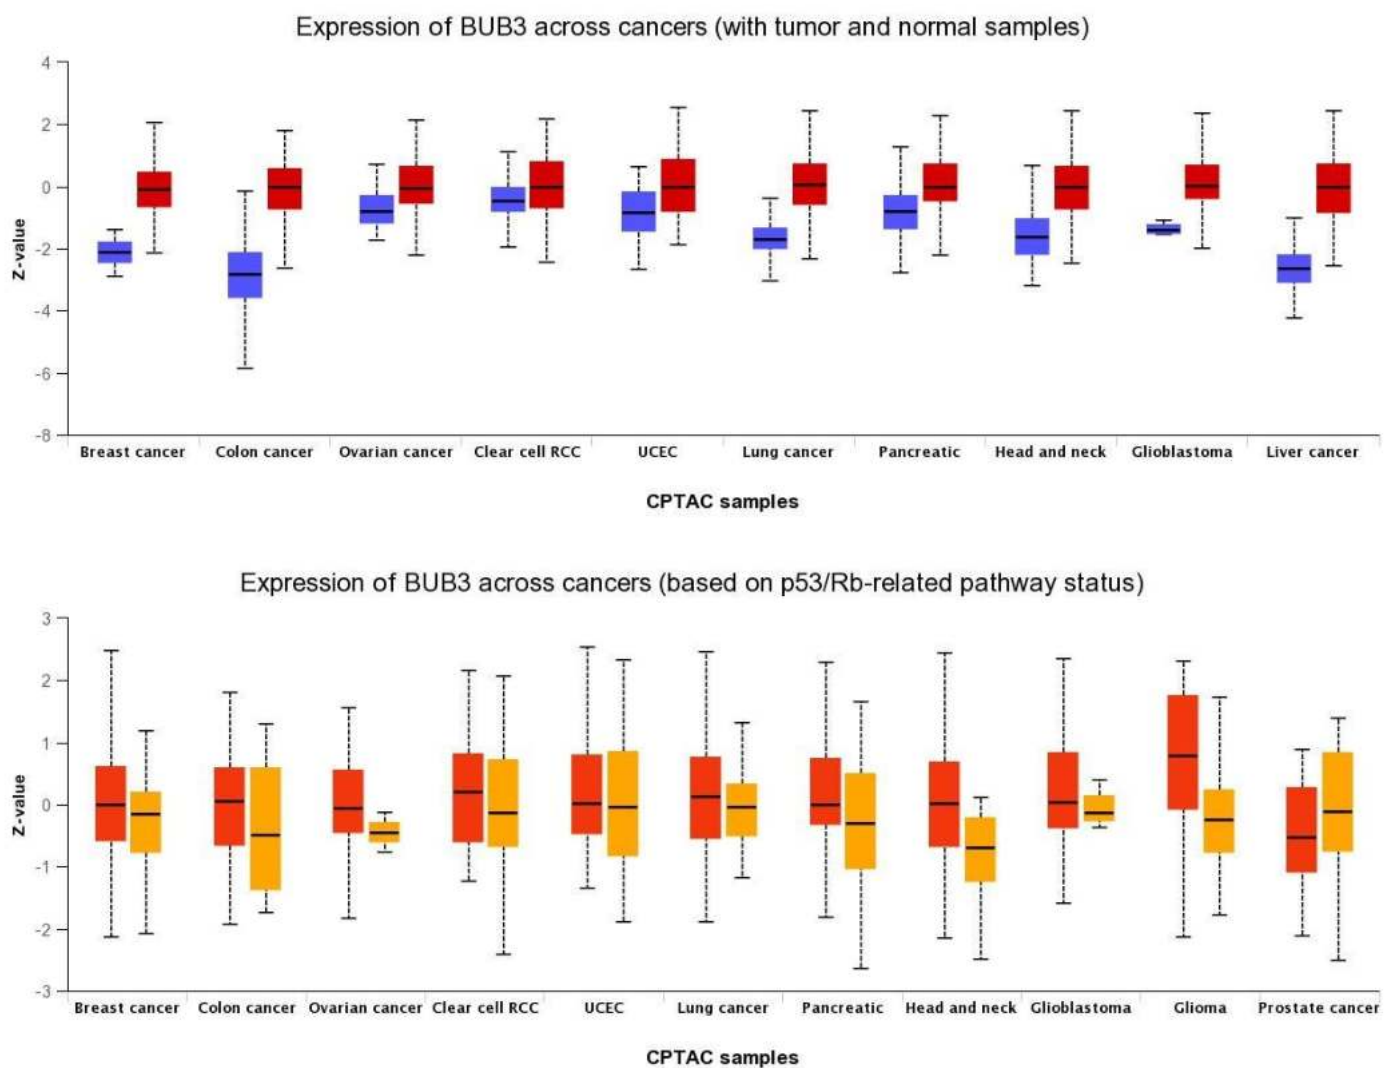 Expression of BUB3 across cancers (with tumor and normal samples)
4
2
0
-2
-4
-6
-8
Z-value
Breast cancer Colon cancer Ovarian cancer Clear cell RCC UCEC Lung cancer Pancreatic Head and neck Glioblastoma Liver cancer
CPTAC samples
Expression of BUB3 across cancers (based on p53/Rb-related pathway status)
3
2
1
0
-1
-2
-3
Z-value
Breast cancer Colon cancer Ovarian cancer Clear cell RCC UCEC Lung cancer Pancreatic Head and neck Glioblastoma Glioma Prostate cancer
CPTAC samples